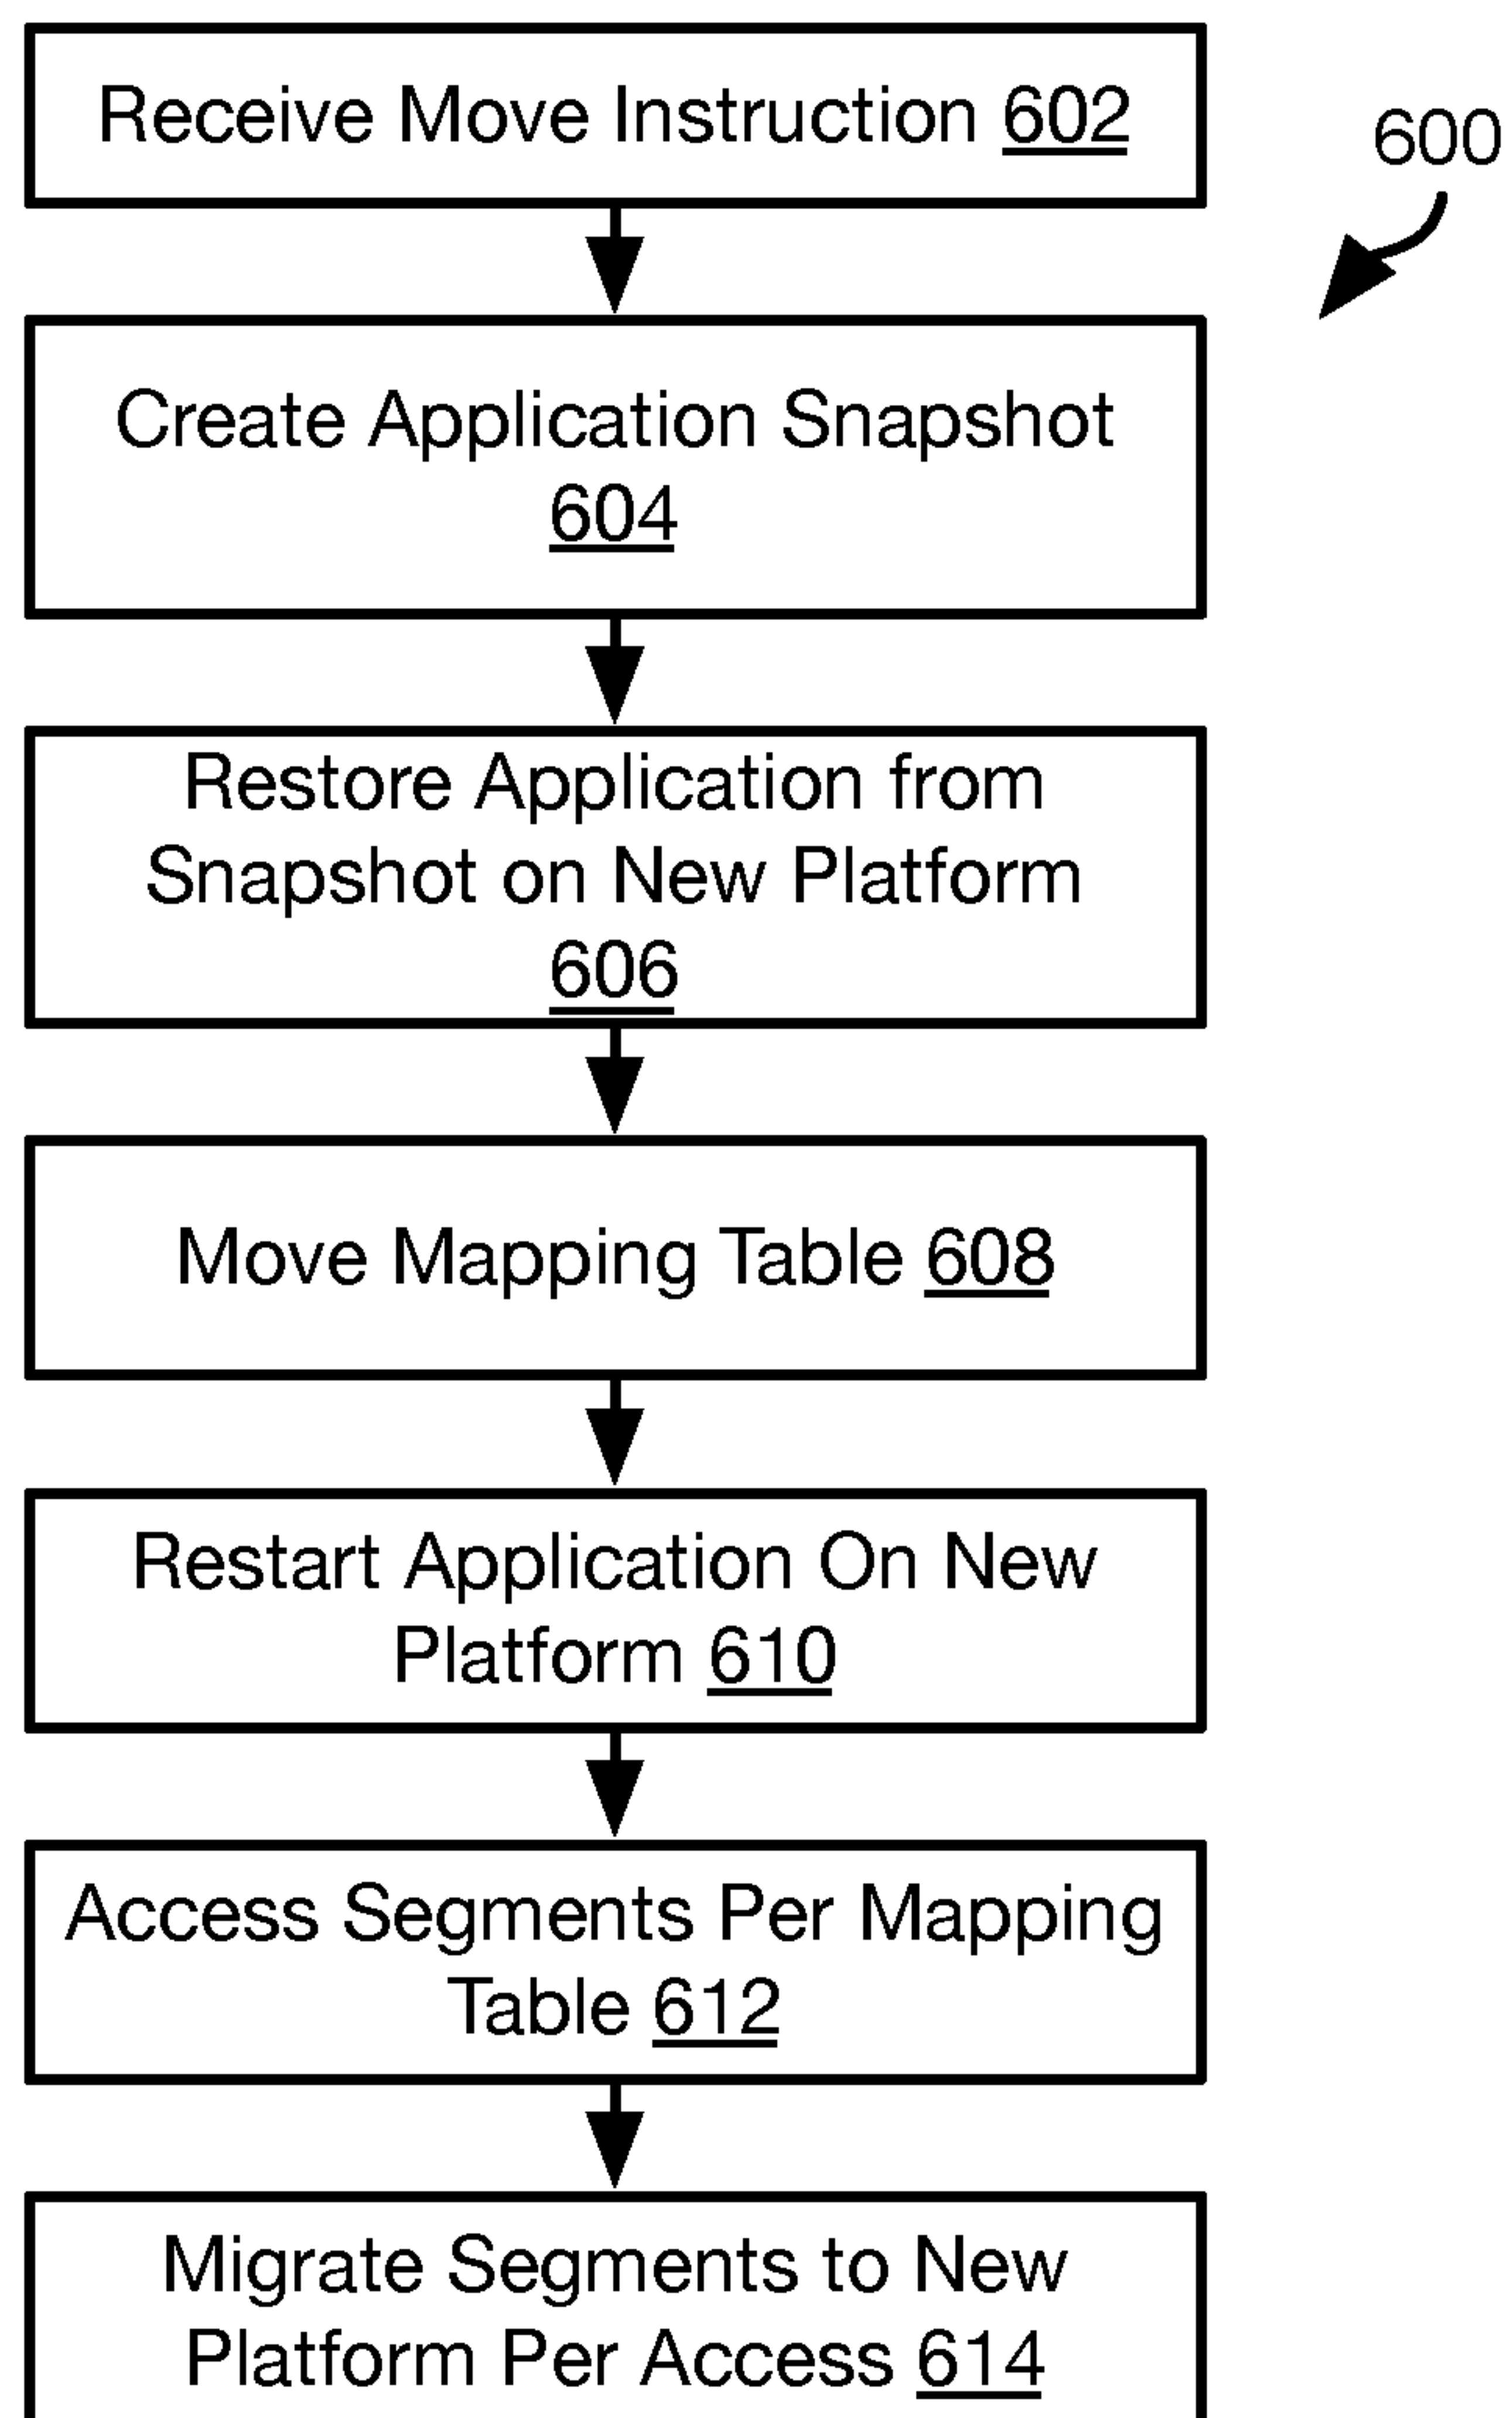 Receive Move Instruction 602
600
Create Application Snapshot
604
Restore Application from
Snapshot on New Platform
606
Move Mapping Table 608
Restart Application On New
Platform 610
Access Segments Per Mapping
Table 612
Migrate Segments to New
Platform Per Access 614